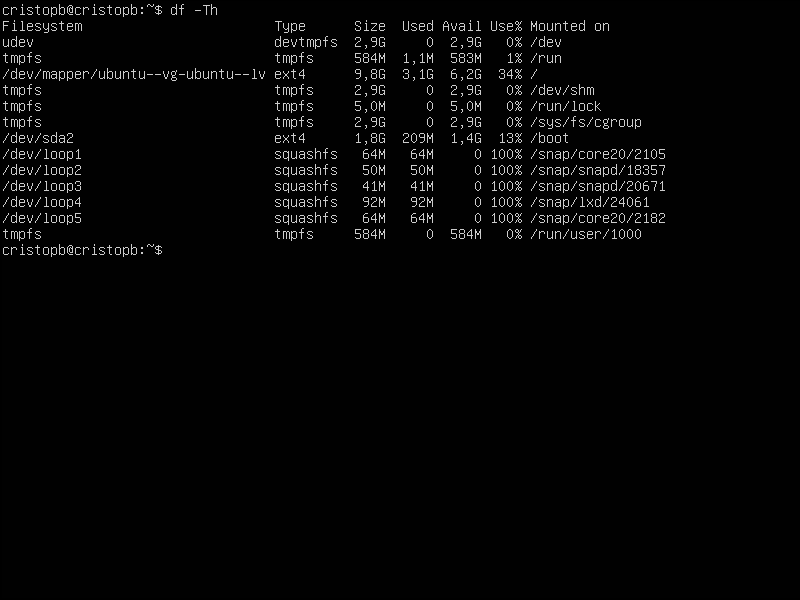 cristopb@cristopb:~$ df -Th
Filesystem                        Type      Size  Used Avail Use% Mounted on
udev                              devtmpfs  2,9G     0  2,9G   0% /dev
tmpfs                             tmpfs     584M  1,1M  583M   1% /run
/dev/mapper/ubuntu--vg-ubuntu--lv ext4      9,8G  3,1G  6,2G  34% /
tmpfs                             tmpfs     2,9G     0  2,9G   0% /dev/shm
tmpfs                             tmpfs     5,0M     0  5,0M   0% /run/lock
tmpfs                             tmpfs     2,9G     0  2,9G   0% /sys/fs/cgroup
/dev/sda2                         ext4      1,8G  209M  1,4G  13% /boot
/dev/loop1                        squashfs   64M   64M     0 100% /snap/core20/2105
/dev/loop2                        squashfs   50M   50M     0 100% /snap/snapd/18357
/dev/loop3                        squashfs   41M   41M     0 100% /snap/snapd/20671
/dev/loop4                        squashfs   92M   92M     0 100% /snap/lxd/24061
/dev/loop5                        squashfs   64M   64M     0 100% /snap/core20/2182
tmpfs                             tmpfs     584M     0  584M   0% /run/user/1000
cristopb@cristopb:~$